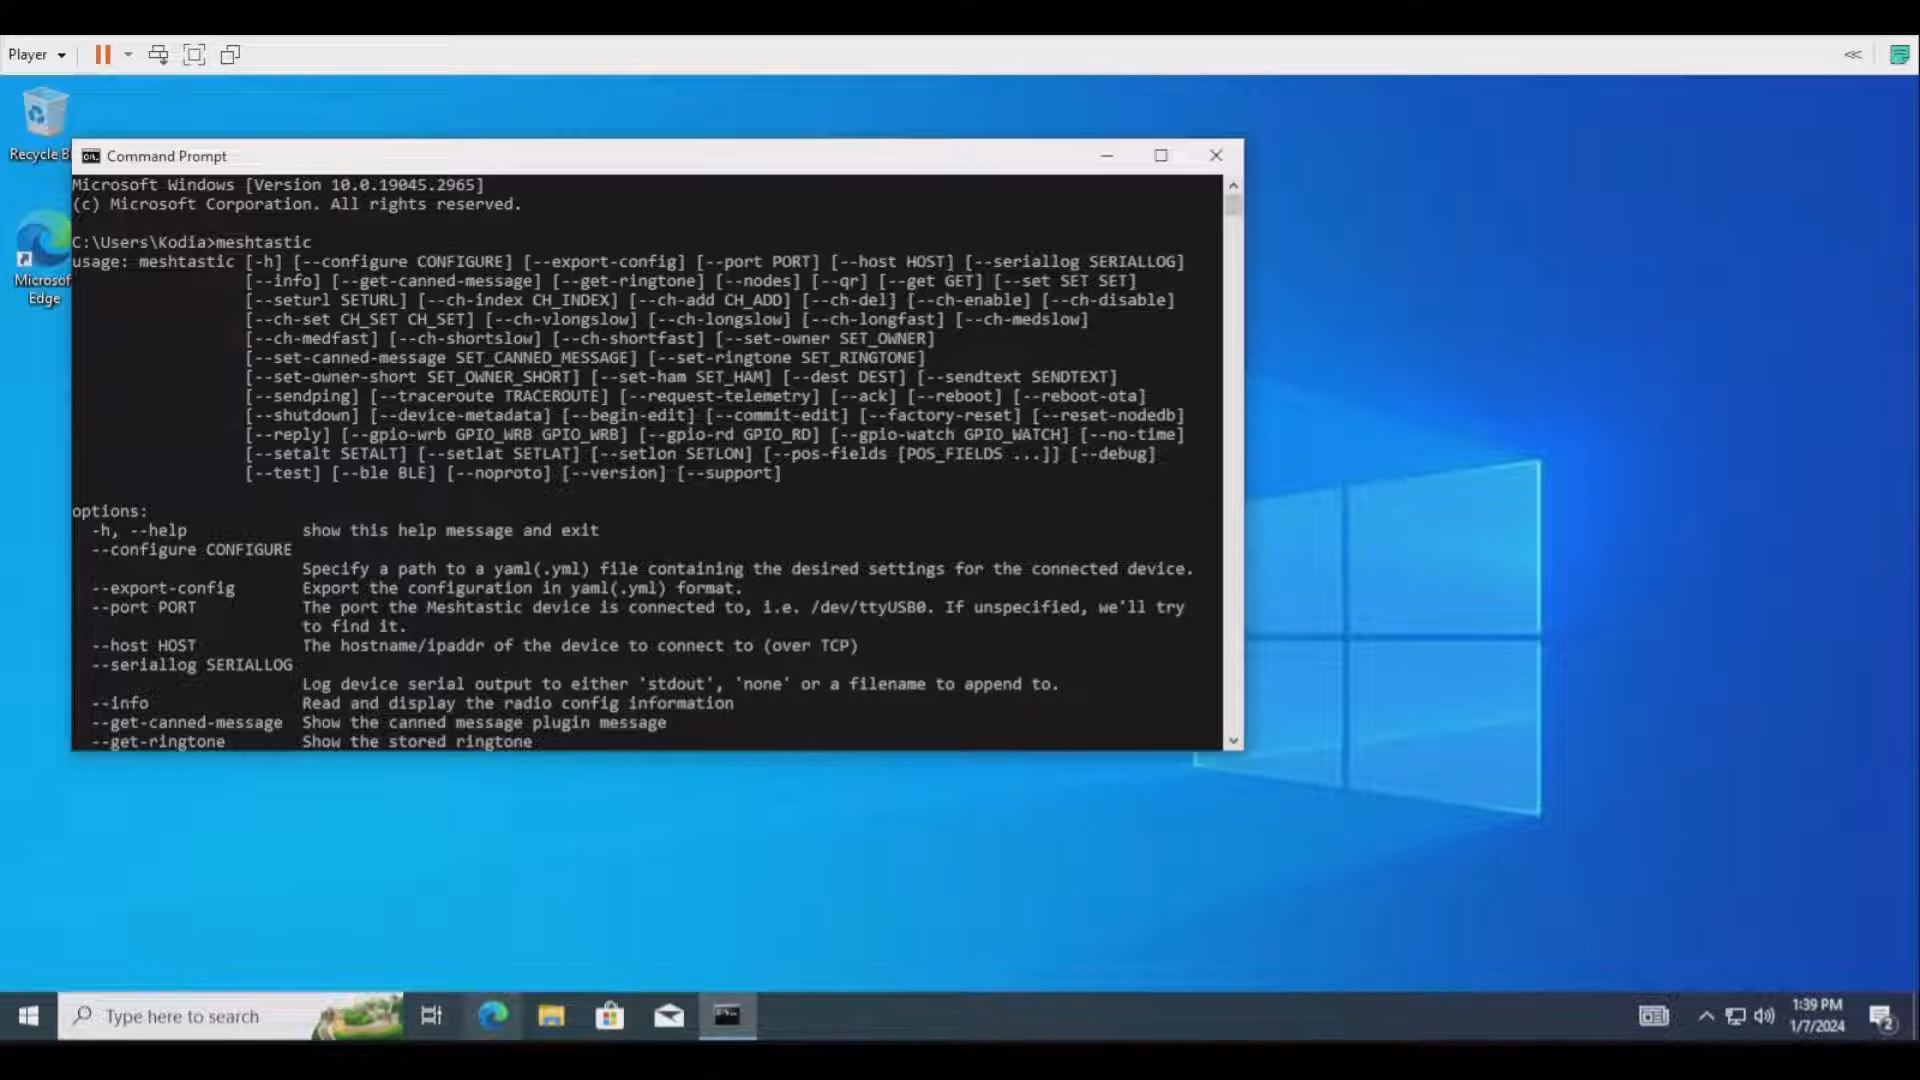 Player
Recycle B
Command Prompt
Microsoft Windows [Version 10.0.19045.2965]
(c) Microsoft Corporation. All rights reserved.
C:\Users\Kodia>meshtastic
usage: meshtastic [-h] [--configure CONFIGURE] [--export-config] [--port PORT] [--host HOST] [--seriallog SERIALLOG]
[--info] [--get-canned-message] [--get-ringtone] [--nodes] [--qr] [--get GET] [--set SET SET]
[--seturl SETURL] [--ch-index CH_INDEX] [--ch-add CH_ADD] [--ch-del] [--ch-enable] [--ch-disable]
[--ch-set CH_SET CH_SET] [--ch-vlongslow] [--ch-longslow] [--ch-longfast] [--ch-medslow]
[--ch-medfast] [--ch-shortslow] [--ch-shortfast] [--set-owner SET_OWNER]
[--set-canned-message SET_CANNED_MESSAGE] [--set-ringtone SET_RINGTONE]
[--set-owner-short SET_OWNER_SHORT] [--set-ham SET_HAM] [--dest DEST] [--sendtext SENDTEXT]
[--sendping] [--traceroute TRACEROUTE] [--request-telemetry] [--ack] [--reboot] [--reboot-ota]
[--shutdown] [--device-metadata] [--begin-edit] [--commit-edit] [--factory-reset] [--reset-nodedb]
[--reply] [--gpio-wrb GPIO_WRB GPIO_WRB] [--gpio-rd GPIO_RD] [--gpio-watch GPIO_WATCH] [--no-time]
[--setalt SETALT] [--setlat SETLAT] [--setlon SETLON] [--pos-fields [POS_FIELDS ...]] [--debug]
[--test] [--ble BLE] [--noproto] [--version] [--support]
options:
-h, --help show this help message and exit
--configure CONFIGURE
Specify a path to a yaml(.yml) file containing the desired settings for the connected device.
--export-config Export the configuration in yaml(.yml) format.
--port PORT The port the Meshtastic device is connected to, i.e. /dev/ttyUSB0. If unspecified, we'll try
to find it.
--host HOST The hostname/ipaddr of the device to connect to (over TCP)
--seriallog SERIALLOG
Log device serial output to either 'stdout', 'none' or a filename to append to.
--info Read and display the radio config information
--get-canned-message Show the canned message plugin message
--get-ringtone Show the stored ringtone
Microsof
Edge
Type here to search
1:39 PM
1/7/2024
2